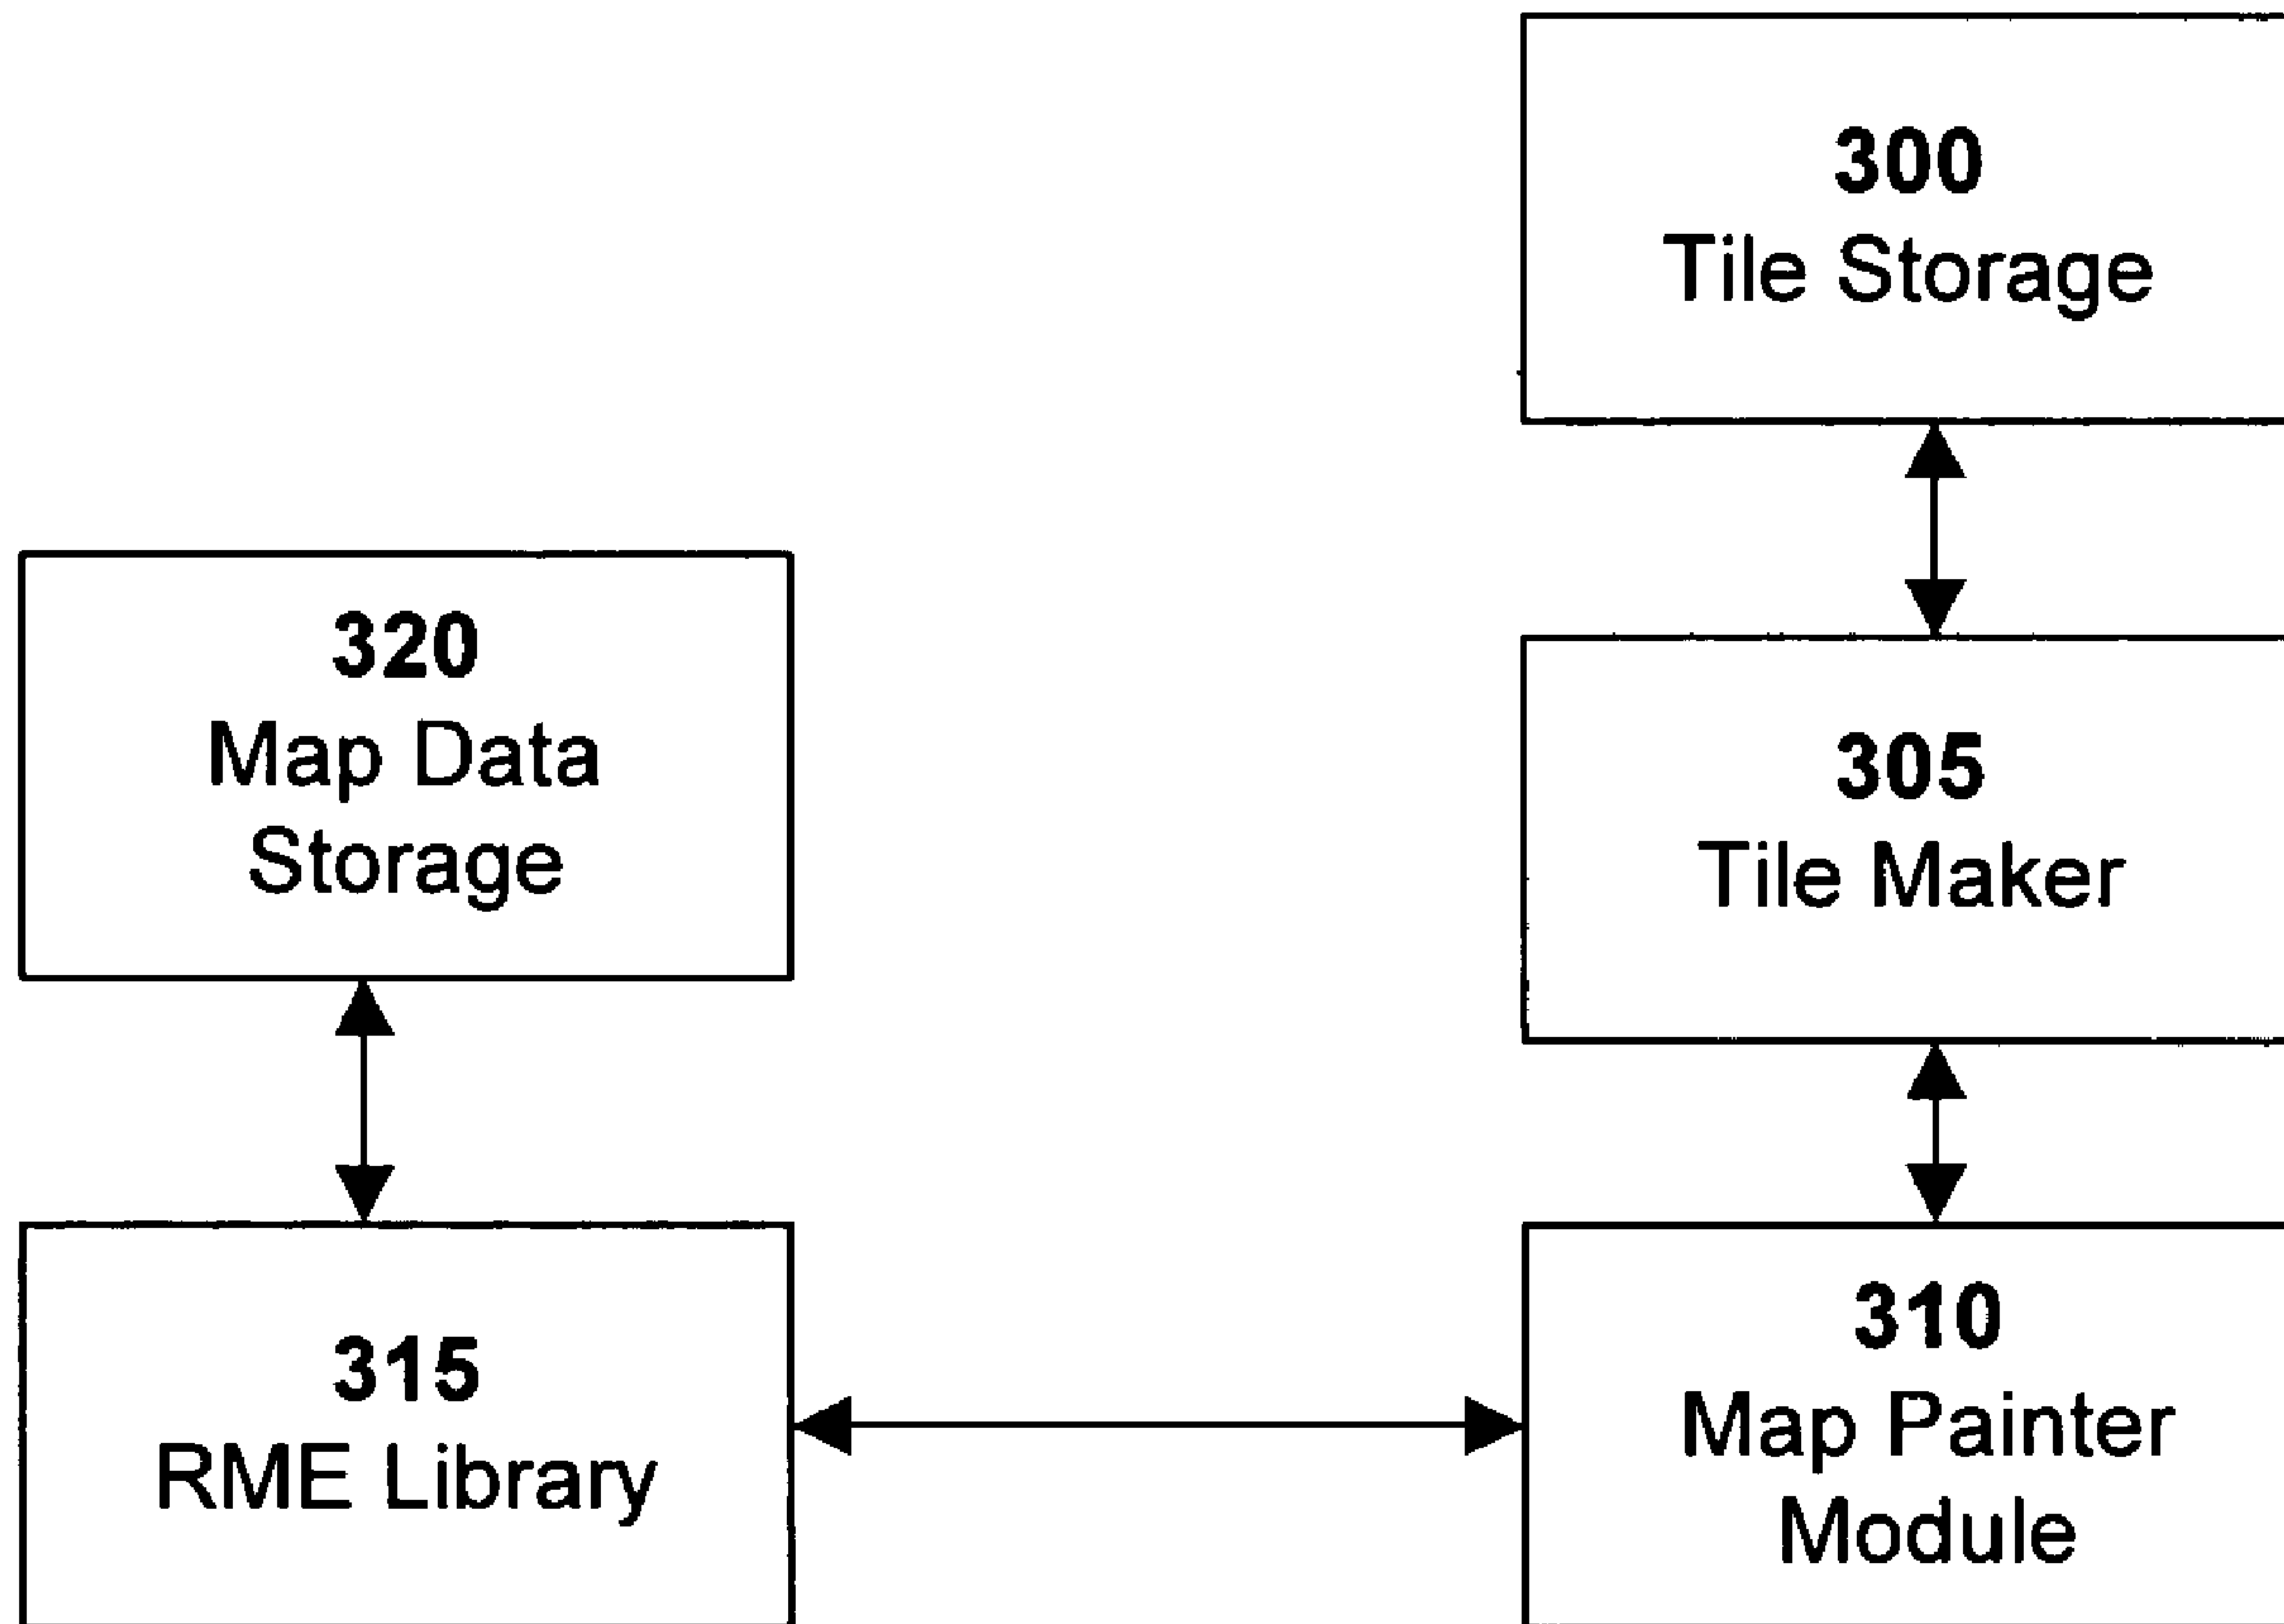 300
Tile Storage
320
Map Data
Storage
305
Tile Maker
315
RME Library
310
Map Painter
Module